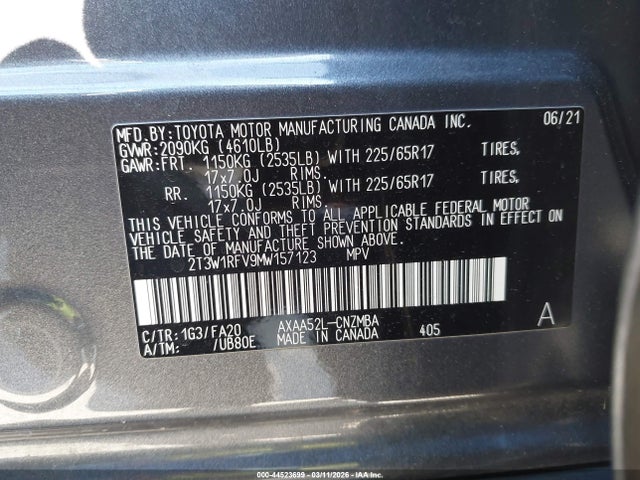 MFD.BY:TOYOTA MOTOR MANUFACTURING CANADA INC. 06/21
GVWR:2090KG (4610LB)
GAWR:FRT. 1150KG (2535LB) WITH 225/65R17 TIRES,
17x7.0J RIMS.
RR. 1150KG (2535LB) WITH 225/65R17 TIRES,
17x7.0J RIMS.
THIS VEHICLE CONFORMS TO ALL APPLICABLE FEDERAL MOTOR
VEHICLE SAFETY AND THEFT PREVENTION STANDARDS IN EFFECT ON
THE DATE OF MANUFACTURE SHOWN ABOVE.
2T3W1RFV9MW157123 MPV
C/TR:1G3/FA20 AXAA52L-CNZMBA 405 A
A/TM: /UB80E MADE IN CANADA
000-44523699 - 03/11/2026 - IAA Inc.